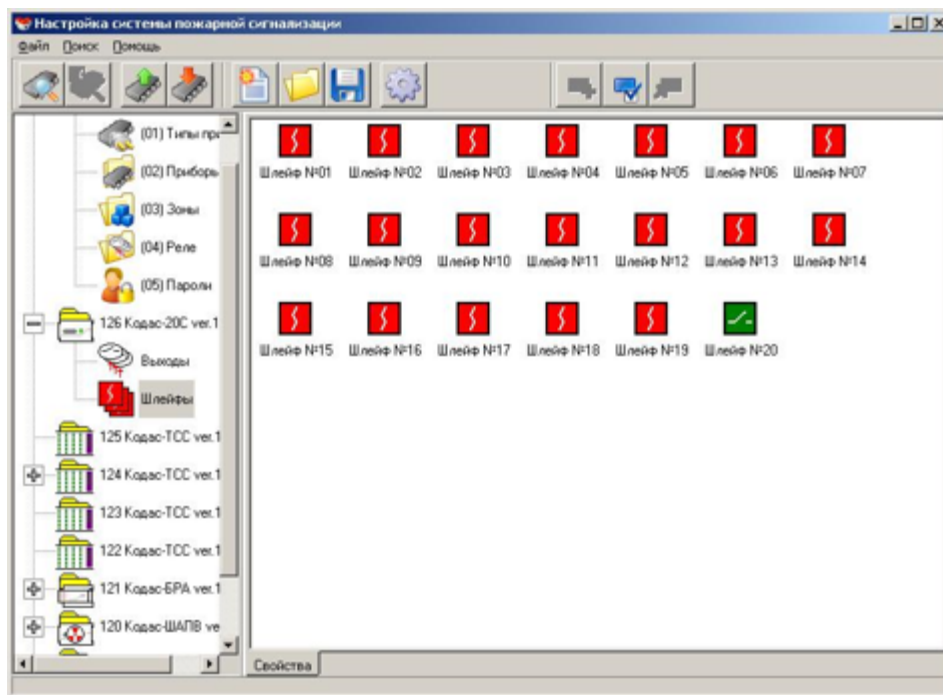 Настройка системы пожарной сигнализации
Файл Поиск Помощь
(01) Типы пр
(02) Приборы
(03) Зоны
(04) Реле
(05) Пароли
126 Кодас-20С ver.1
Выходы
Шлейфы
125 Кодас-ТСС ver.1
124 Кодас-ТСС ver.1
123 Кодас-ТСС ver.1
122 Кодас-ТСС ver.1
121 Кодас-БРА ver.1
120 Кодас-ШАПВ ve
Шлейф №01 Шлейф №02 Шлейф №03 Шлейф №04 Шлейф №05 Шлейф №06 Шлейф №07
Шлейф №08 Шлейф №09 Шлейф №10 Шлейф №11 Шлейф №12 Шлейф №13 Шлейф №14
Шлейф №15 Шлейф №16 Шлейф №17 Шлейф №18 Шлейф №19 Шлейф №20
Свойства